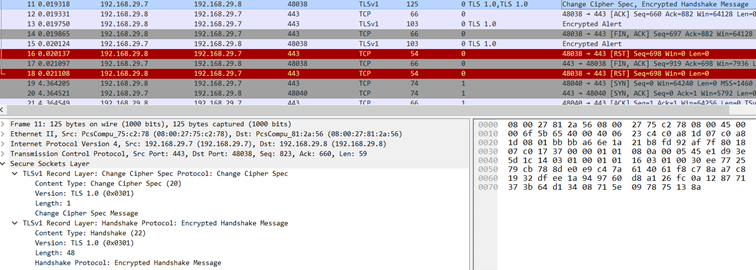 11 0.019318 192.168.29.7 192.168.29.8 48038 TLSv1 125 0 TLS 1.0,TLS 1.0 Change Cipher Spec, Encrypted Handshake Message
12 0.019331 192.168.29.8 192.168.29.7 443 TCP 66 0 48038 → 443 [ACK] Seq=660 Ack=882 Win=64128
13 0.019750 192.168.29.8 192.168.29.7 443 TLSv1 103 0 TLS 1.0 Encrypted Alert
14 0.019865 192.168.29.8 192.168.29.7 443 TCP 66 0 48038 → 443 [FIN, ACK] Seq=697 Ack=882 Win=64128
15 0.020124 192.168.29.7 192.168.29.8 48038 TLSv1 103 0 TLS 1.0 Encrypted Alert
16 0.020137 192.168.29.8 192.168.29.7 443 TCP 54 0 48038 → 443 [RST] Seq=698 Win=0 Len=0
17 0.021097 192.168.29.7 192.168.29.8 48038 TCP 66 0 443 → 48038 [FIN, ACK] Seq=919 Ack=698 Win=7936 L
18 0.021108 192.168.29.8 192.168.29.7 443 TCP 54 0 48038 → 443 [RST] Seq=698 Win=0 Len=0
19 4.364205 192.168.29.8 192.168.29.7 443 TCP 74 1 48040 → 443 [SYN] Seq=0 Win=64240 Len=0 MSS=1460
20 4.364521 192.168.29.7 192.168.29.8 48040 TCP 74 1 443 → 48040 [SYN, ACK] Seq=0 Ack=1 Win=5792 Len=0
21 4.364549 192.168.29.8 192.168.29.7 443 TCP 66 1 48040 → 443 [ACK] Seq=1 Ack=1 Win=64256 Len=0
Frame 11: 125 bytes on wire (1000 bits), 125 bytes captured (1000 bits)
Ethernet II, Src: PcsCompu_75:c2:78 (08:00:27:75:c2:78), Dst: PcsCompu_81:2a:56 (08:00:27:81:2a:56)
Internet Protocol Version 4, Src: 192.168.29.7 (192.168.29.7), Dst: 192.168.29.8 (192.168.29.8)
Transmission Control Protocol, Src Port: 443, Dst Port: 48038, Seq: 823, Ack: 660, Len: 59
Secure Sockets Layer
TLSv1 Record Layer: Change Cipher Spec Protocol: Change Cipher Spec
Content Type: Change Cipher Spec (20)
Version: TLS 1.0 (0x0301)
Length: 1
Change Cipher Spec Message
TLSv1 Record Layer: Handshake Protocol: Encrypted Handshake Message
Content Type: Handshake (22)
Version: TLS 1.0 (0x0301)
Length: 48
Handshake Protocol: Encrypted Handshake Message
0000 08 00 27 81 2a 56 08 00 27 75 c2 78 08 00 45 00
0010 00 6f 5b 65 40 00 40 06 23 c4 c0 a8 1d 07 c0 a8
0020 1d 08 01 bb bb a6 6e 1a 21 b8 fd 92 af 7f 80 18
0030 07 c0 17 37 00 00 01 01 08 0a 00 05 45 e1 d9 3e
0040 5d 1c 14 03 01 00 01 01 16 03 01 00 30 ee 77 25
0050 79 cb 78 8d e0 e9 c4 7a 61 40 61 f8 c7 8a a7 c8
0060 19 32 df ee 1a 94 97 60 d8 a1 26 fc 0a 12 87 71
0070 37 3b 64 d1 34 08 71 5e 09 78 75 13 8a